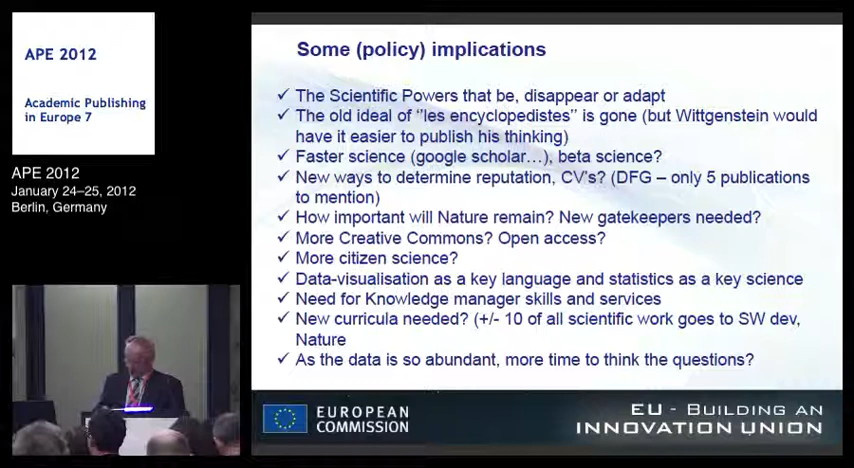 APE 2012
Academic Publishing
in Europe 7
APE 2012
January 24–25, 2012
Berlin, Germany
Some (policy) implications
✓ The Scientific Powers that be, disappear or adapt
✓ The old ideal of “les encyclopedistes” is gone (but Wittgenstein would
have it easier to publish his thinking)
✓ Faster science (google scholar…), beta science?
✓ New ways to determine reputation, CV's? (DFG – only 5 publications
to mention)
✓ How important will Nature remain? New gatekeepers needed?
✓ More Creative Commons? Open access?
✓ More citizen science?
✓ Data-visualisation as a key language and statistics as a key science
✓ Need for Knowledge manager skills and services
✓ New curricula needed? (+/- 10 of all scientific work goes to SW dev,
Nature
✓ As the data is so abundant, more time to think the questions?
EUROPEAN
COMMISSION
EU - BUILDING AN
INNOVATION UNION